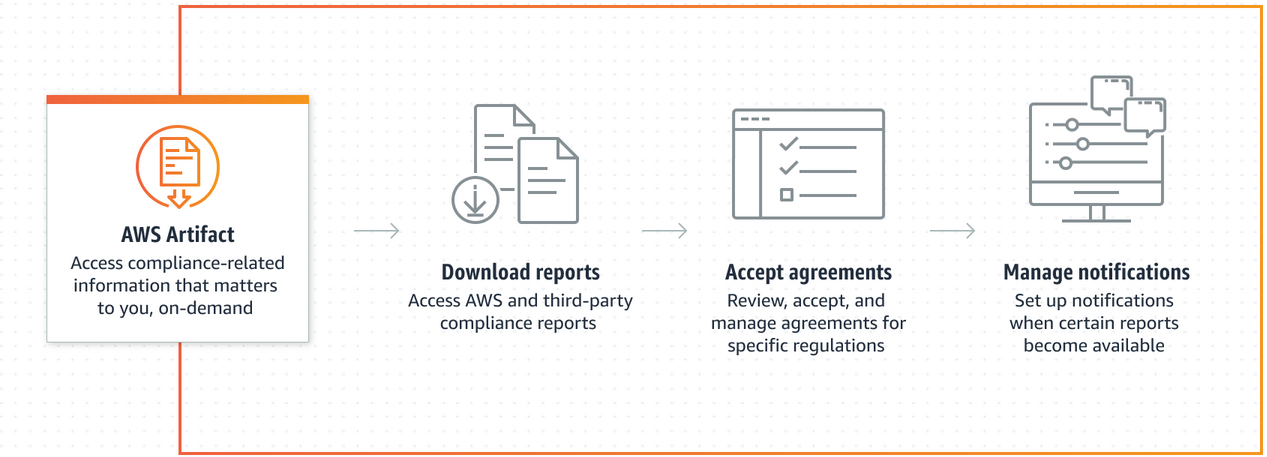 AWS Artifact
Access compliance-related
information that matters
to you, on-demand
Download reports
Access AWS and third-party
compliance reports
Accept agreements
Review, accept, and
manage agreements for
specific regulations
Manage notifications
Set up notifications
when certain reports
become available